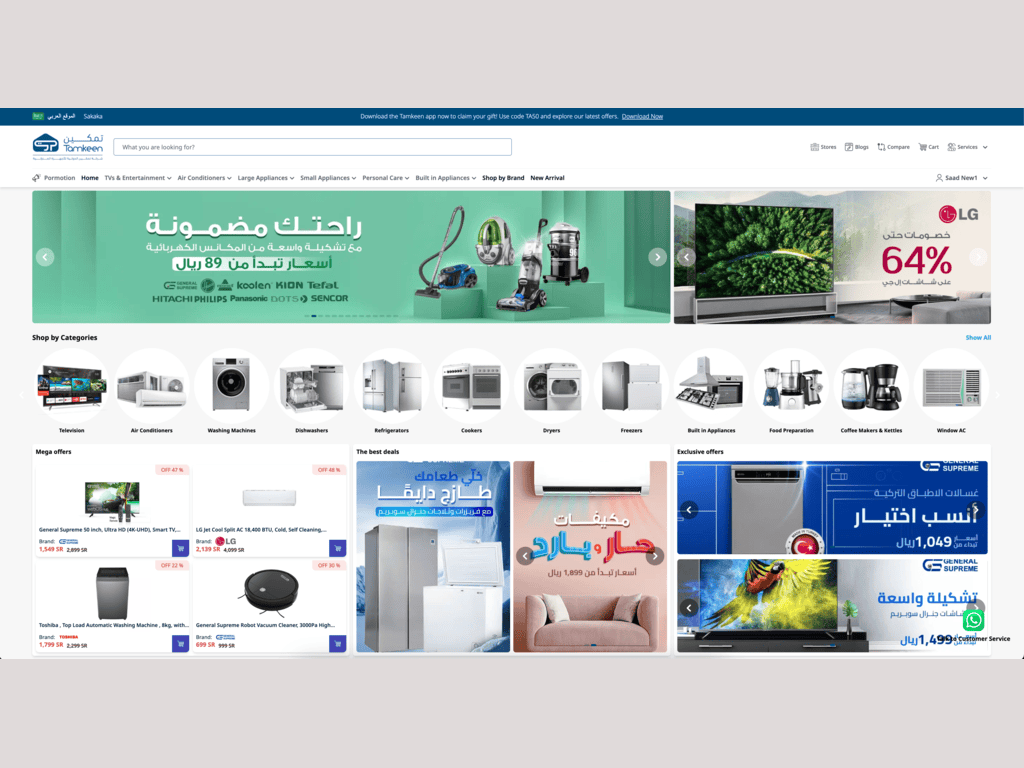 الموقع العربي
Sakaka
Download the Tamkeen app now to claim your gift! Use code TA50 and explore our latest offers. Download Now
تمكين
Tamkeen
What you are looking for?
Stores
Blogs
Compare
Cart
Services
Pormotion
Home
TVs & Entertainment
Air Conditioners
Large Appliances
Small Appliances
Personal Care
Built in Appliances
Shop by Brand
New Arrival
Saad New1
راحتك مضمونة
مع تشكيلة واسعة من المكانس الكهربائية
أسعار تبدأ من 89 ريال
GENERAL SUPREME
koolen KION Tefal
HITACHI PHILIPS Panasonic DOTS SENCOR
LG
خصومات حتى
64%
على شاشات إل جي
Shop by Categories
Show All
Television
Air Conditioners
Washing Machines
Dishwashers
Refrigerators
Cookers
Dryers
Freezers
Built in Appliances
Food Preparation
Coffee Makers & Kettles
Window AC
Mega offers
OFF 47 %
General Supreme 50 inch, Ultra HD (4K-UHD), Smart TV,...
Brand:
1,549 SR 2,899 SR
OFF 48 %
LG Jet Cool Split AC 18,400 BTU, Cold, Self Cleaning,...
Brand: LG
2,139 SR 4,099 SR
OFF 22 %
Toshiba , Top Load Automatic Washing Machine , 8kg, with...
Brand: TOSHIBA
1,799 SR 2,299 SR
OFF 30 %
General Supreme Robot Vacuum Cleaner, 3000Pa High...
Brand:
699 SR 999 SR
The best deals
خلّي طعامك
طازج دايمًا
مع فريزرات وثلاجات جنرال سوبريم
مكيفات
حار و بارد
أسعار تبدأ من 1,899 ريال
Exclusive offers
GENERAL
SUPREME
غسالات الاطباق التركية
أنسب اختيار
أسعار تبدأ من 1,049 ريال
GENERAL
SUPREME
تشكيلة واسعة
شاشات جنرال سوبريم
1,499 ريال
Customer Service